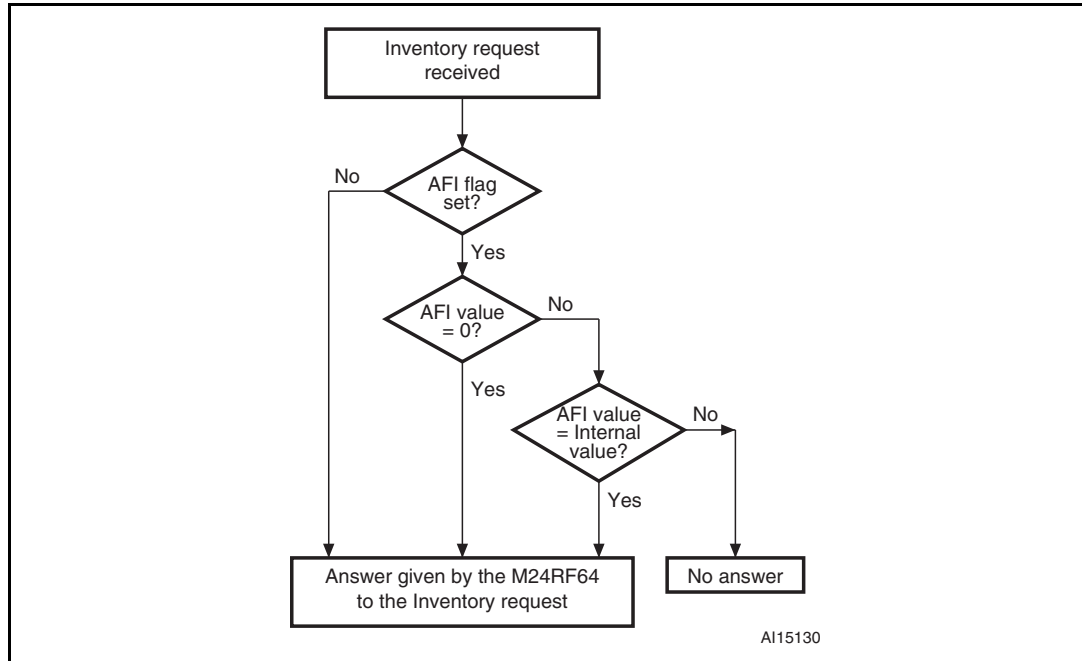 Inventory request
received
No
AFI flag
set?
Yes
AFI value
= 0?
No
Yes
AFI value
= Internal
value?
No
Yes
Answer given by the M24RF64
to the Inventory request
No answer
AI15130